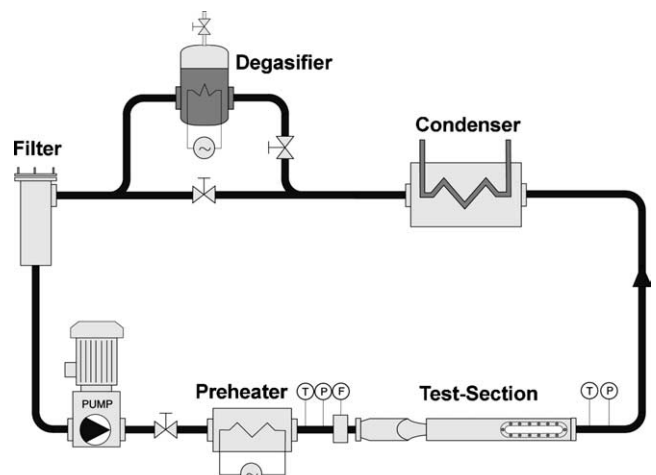 Degasifier
Condenser
Filter
~
PUMP
Preheater
T P F
Test-Section
T P
~